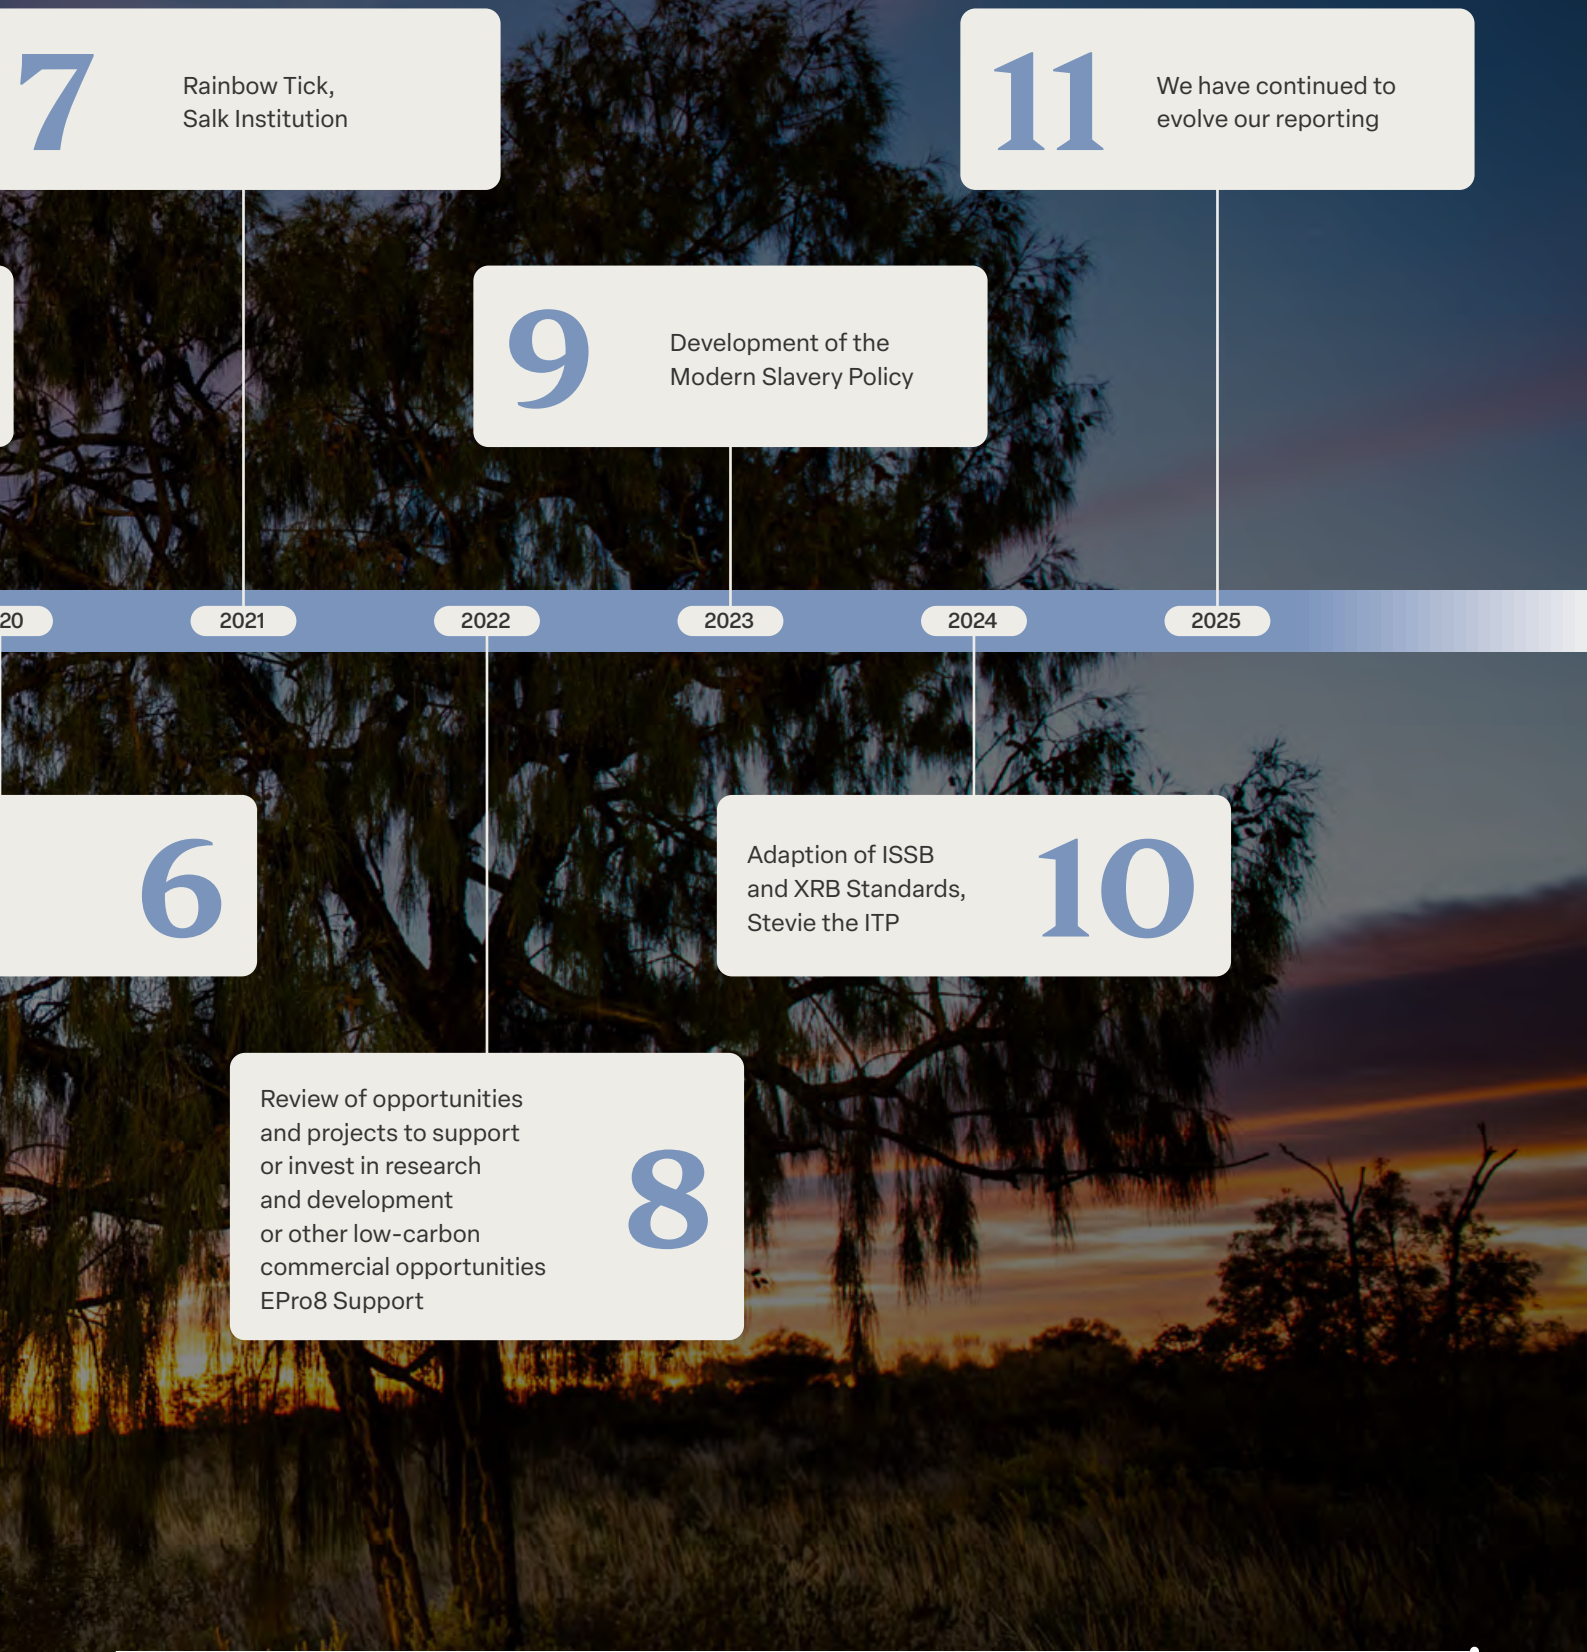 7
Rainbow Tick,
Salk Institution
11
We have continued to
evolve our reporting
9
Development of the
Modern Slavery Policy
20
2021
2022
2023
2024
2025
6
Adaption of ISSB
and XRB Standards,
Stevie the ITP
10
Review of opportunities
and projects to support
or invest in research
and development
or other low-carbon
commercial opportunities
EPro8 Support
8